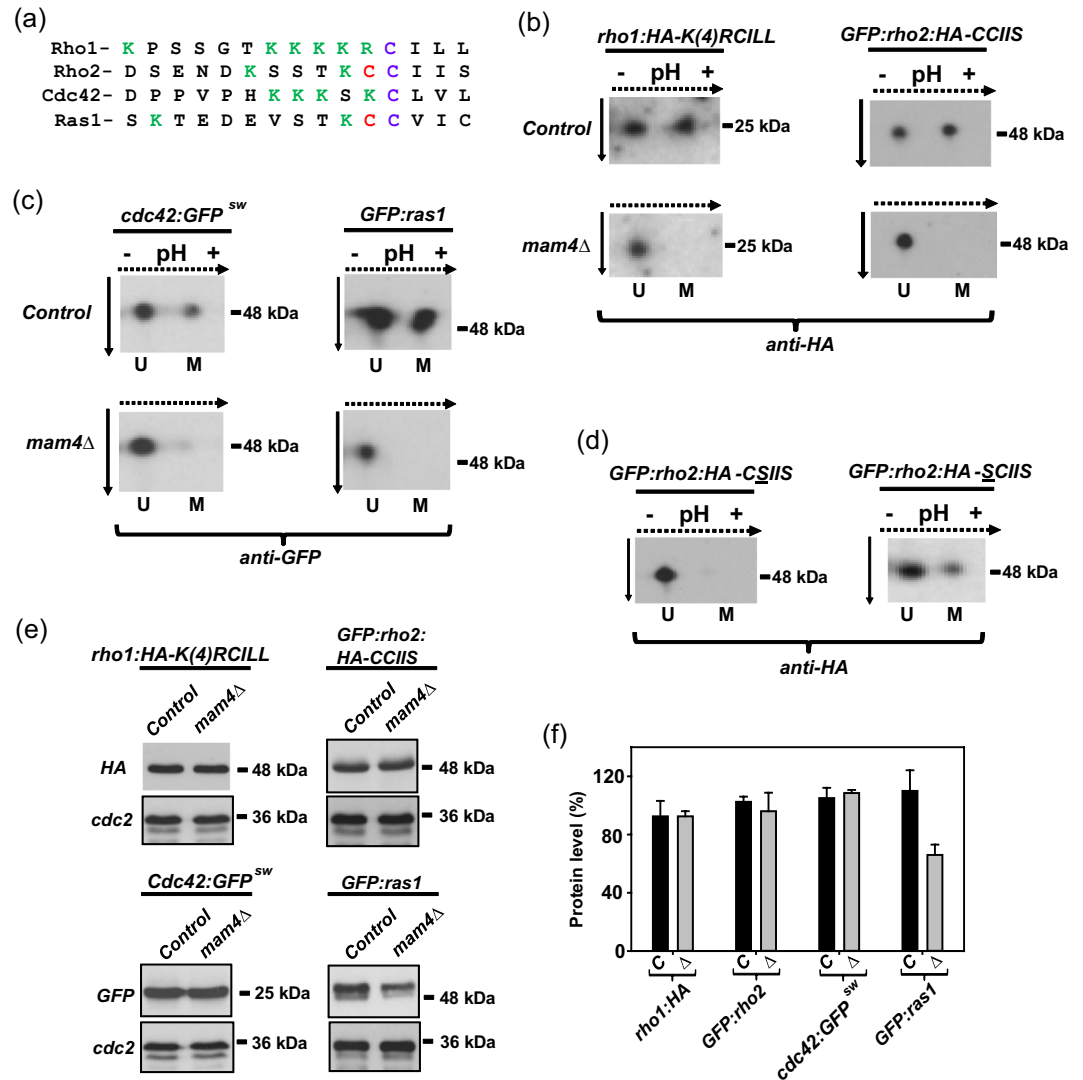 (a)
Rho1- K P S S G T K K K K R C I L L
Rho2- D S E N D K S S T K C C I I S
Cdc42- D P P V P H K K K S K C L V L
Ras1- S K T E D E V S T K C C V I C
(b)
rho1:HA-K(4)RCILL GFP:rho2:HA-CCIIS
- pH + - pH +
Control 25 kDa 48 kDa
mam4Δ 25 kDa 48 kDa
U M U M
anti-HA
(c)
cdc42:GFP sw GFP:ras1
- pH + - pH +
Control 48 kDa 48 kDa
U M U M
mam4Δ 48 kDa 48 kDa
U M U M
anti-GFP
(d)
GFP:rho2:HA-CSIIS GFP:rho2:HA-SCIIS
- pH + - pH +
48 kDa 48 kDa
U M U M
anti-HA
(e)
rho1:HA-K(4)RCILL GFP:rho2:
HA-CCIIS
Control mam4Δ Control mam4Δ
HA 48 kDa 48 kDa
cdc2 36 kDa 36 kDa
Cdc42:GFP sw GFP:ras1
Control mam4Δ Control mam4Δ
GFP 25 kDa 48 kDa
cdc2 36 kDa 36 kDa
(f)
Protein level (%)
120
80
40
0
C Δ C Δ C Δ C Δ
rho1:HA GFP:rho2 cdc42:GFP sw GFP:ras1